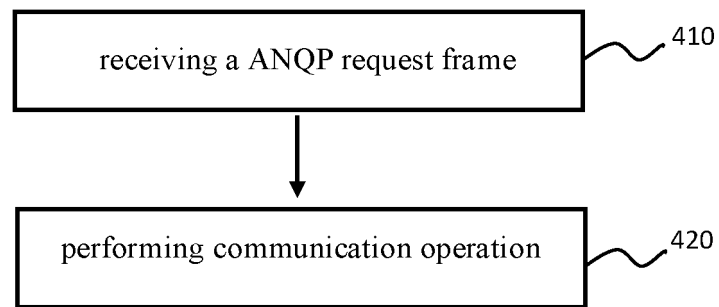 receiving a ANQP request frame
410
performing communication operation
420